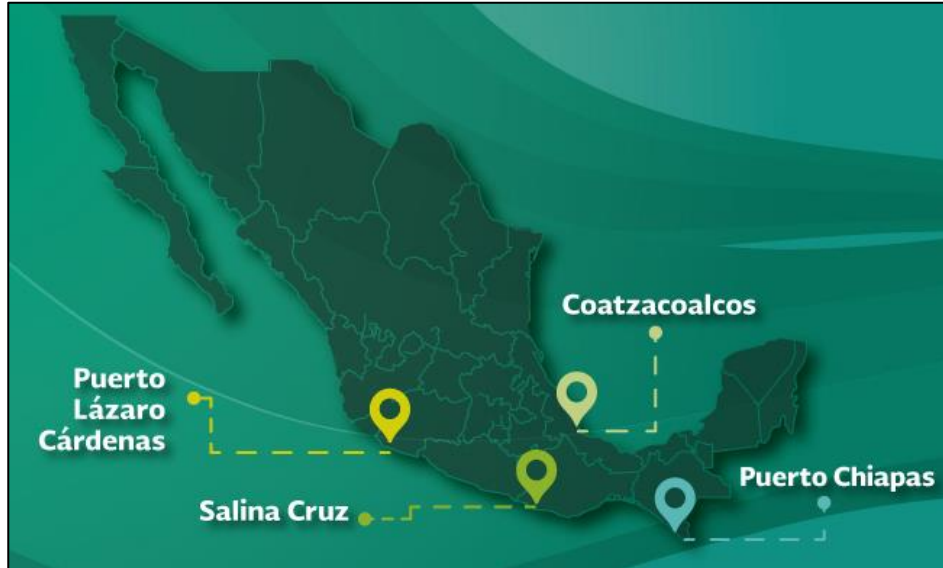 Coatzacoalcos
Puerto
Lázaro
Cárdenas
Puerto Chiapas
Salina Cruz